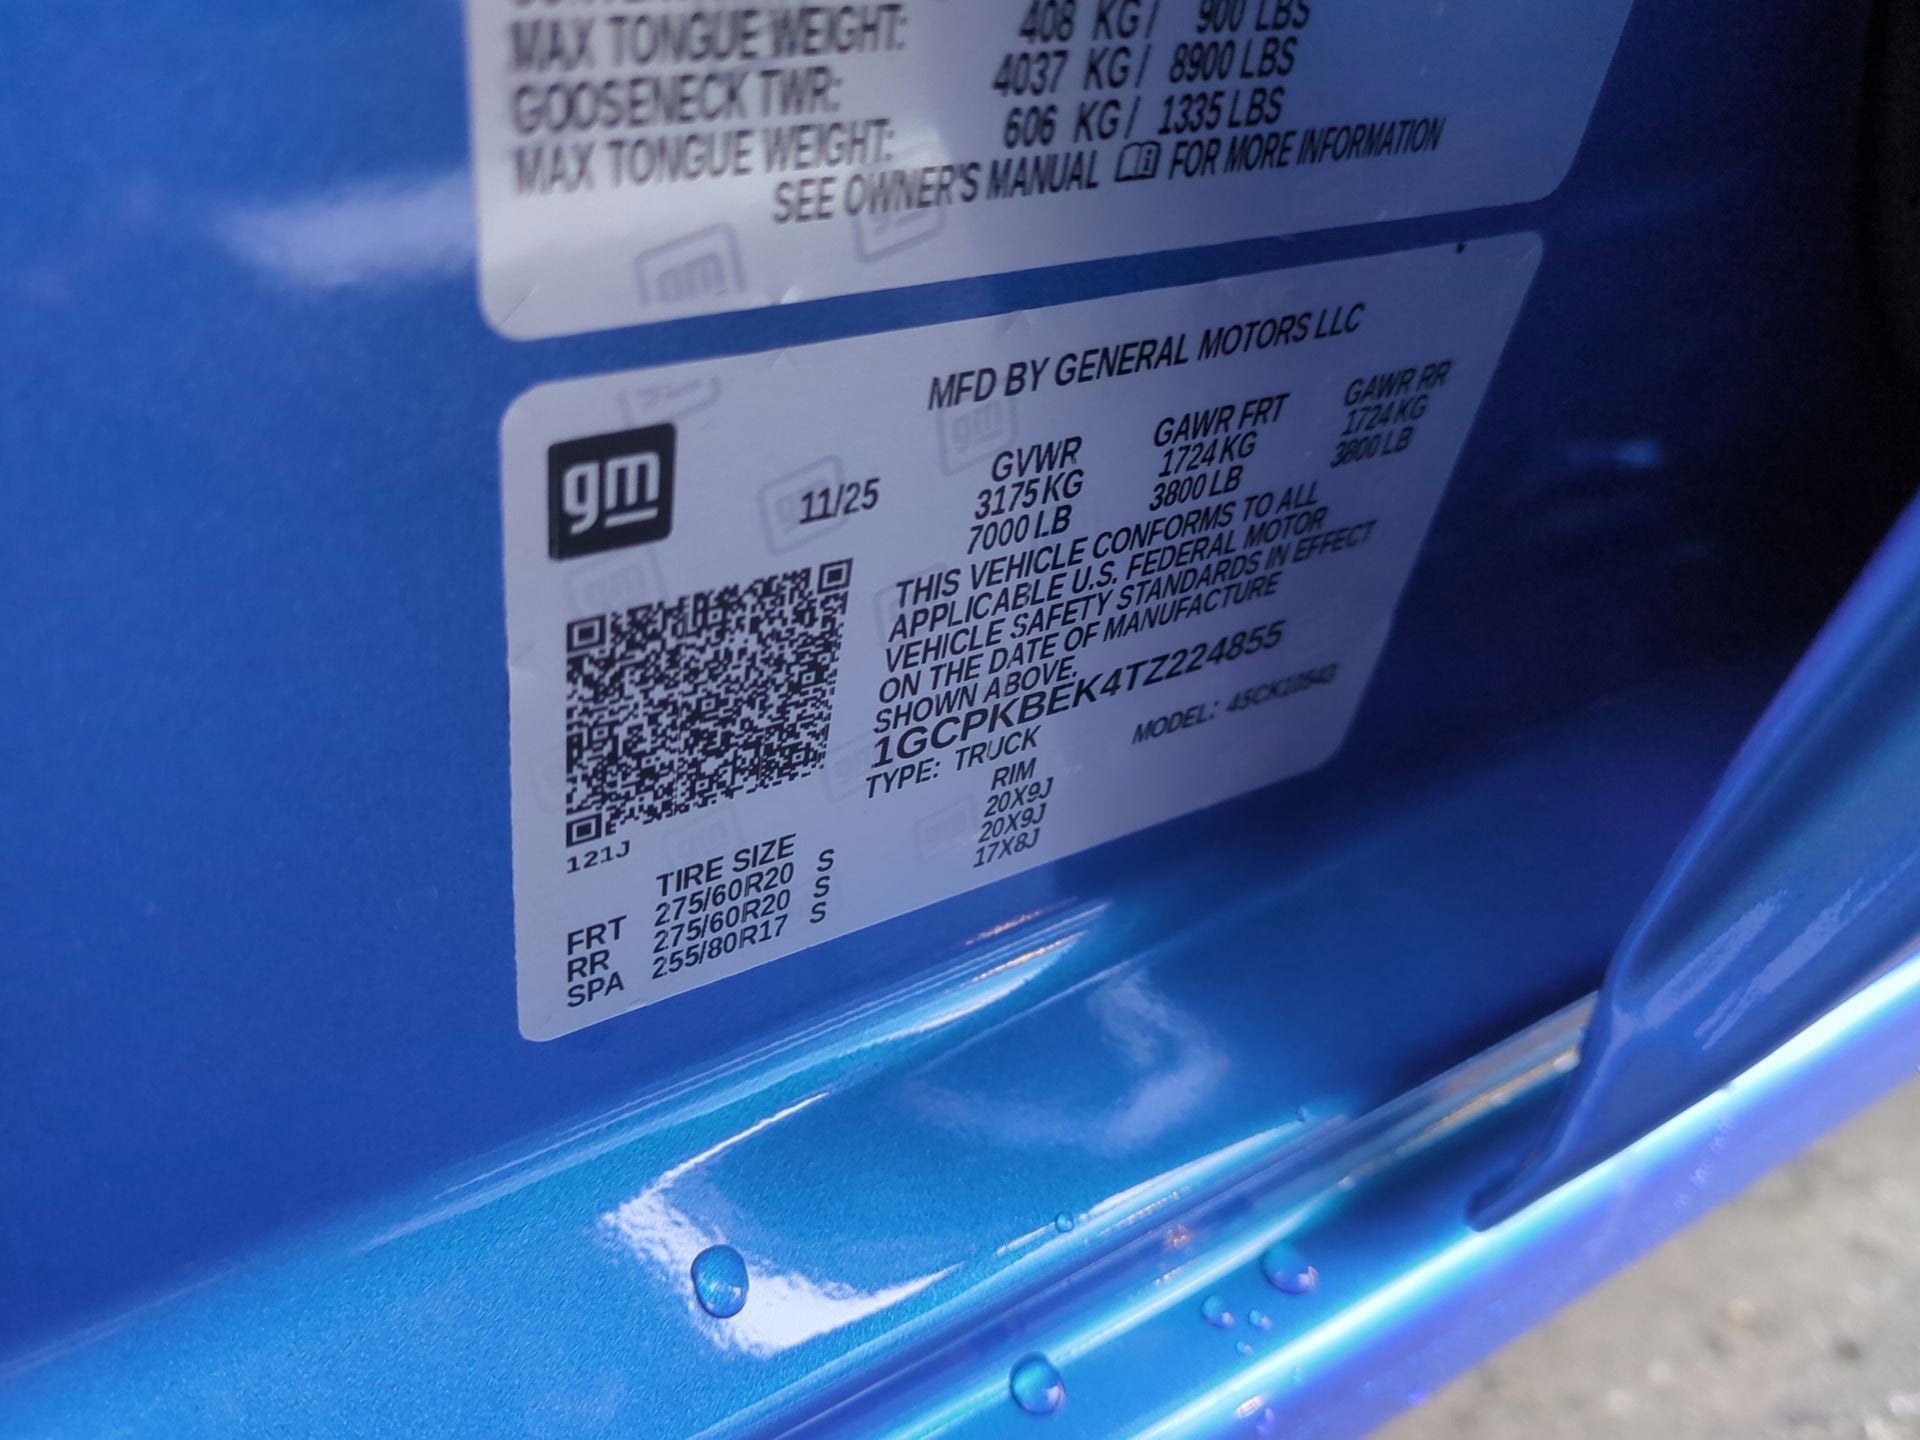 MAX TONGUE WEIGHT: 408 KG / 900 LBS
GOOSENECK TWR: 4037 KG / 8900 LBS
MAX TONGUE WEIGHT: 606 KG / 1335 LBS
SEE OWNER'S MANUAL FOR MORE INFORMATION
MFD BY GENERAL MOTORS LLC
gm
11/25
GVWR GAWR FRT GAWR RR
3175 KG 1724 KG 1724 KG
7000 LB 3800 LB 3800 LB
THIS VEHICLE CONFORMS TO ALL
APPLICABLE U.S. FEDERAL MOTOR
VEHICLE SAFETY STANDARDS IN EFFECT
ON THE DATE OF MANUFACTURE
SHOWN ABOVE.
1GCPKBEK4TZ224855
TYPE: TRUCK MODEL: 4SCK10543
121J
TIRE SIZE RIM
FRT 275/60R20 S 20X9J
RR 275/60R20 S 20X9J
SPA 255/80R17 S 17X8J